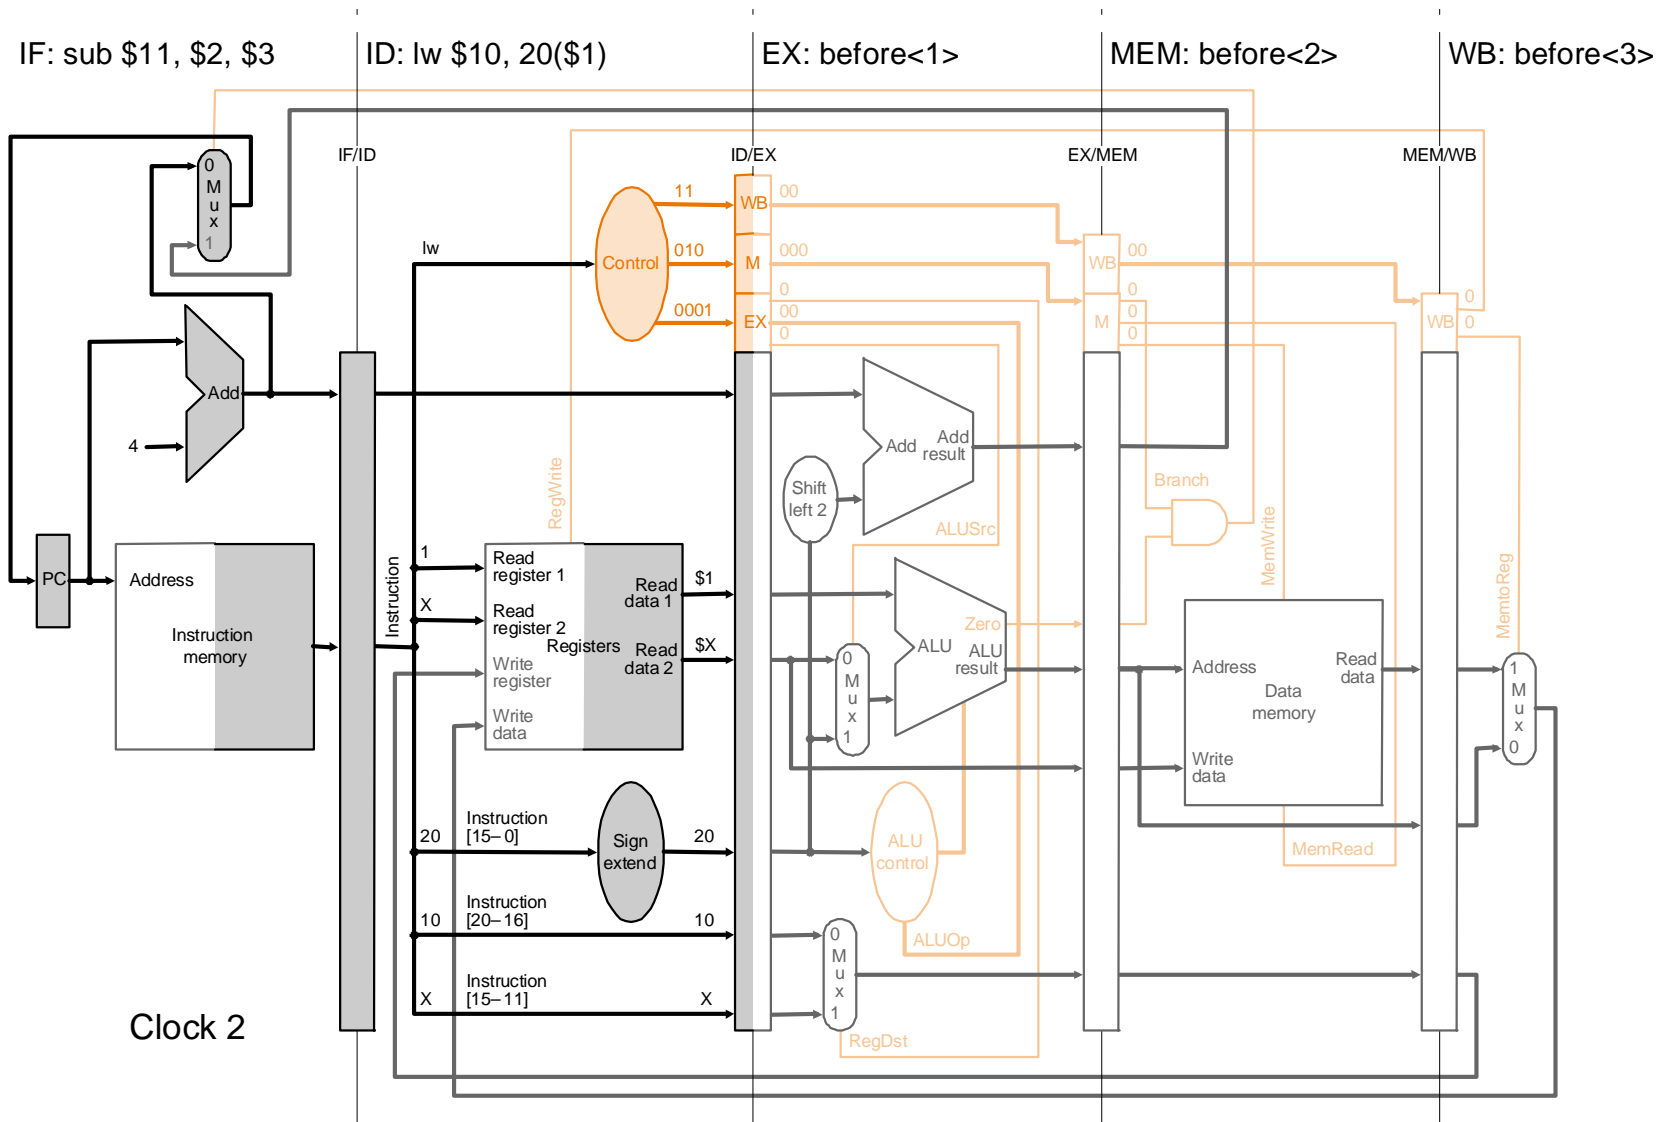 IF: sub $11, $2, $3
ID: lw $10, 20($1)
EX: before<1>
MEM: before<2>
WB: before<3>
IF/ID
ID/EX
EX/MEM
MEM/WB
0
M
u
x
1
11
WB
00
lw
Control
010
M
000
WB
00
0
0001
EX
00
0
0
M
0
0
WB
0
0
Add
4
Add
Add
result
Shift
left 2
RegWrite
ALUSrc
Branch
MemWrite
MemtoReg
PC
Address
Instruction
memory
Instruction
1
Read
register 1
X
Read
register 2
Registers
Write
register
Write
data
Read
data 1
Read
data 2
$1
$X
0
M
u
x
1
ALU
Zero
ALU
result
Address
Data
memory
Read
data
Write
data
1
M
u
x
0
20
Instruction
[15–0]
Sign
extend
20
ALU
control
MemRead
10
Instruction
[20–16]
10
ALUOp
0
M
u
x
1
X
Instruction
[15–11]
X
RegDst
Clock 2